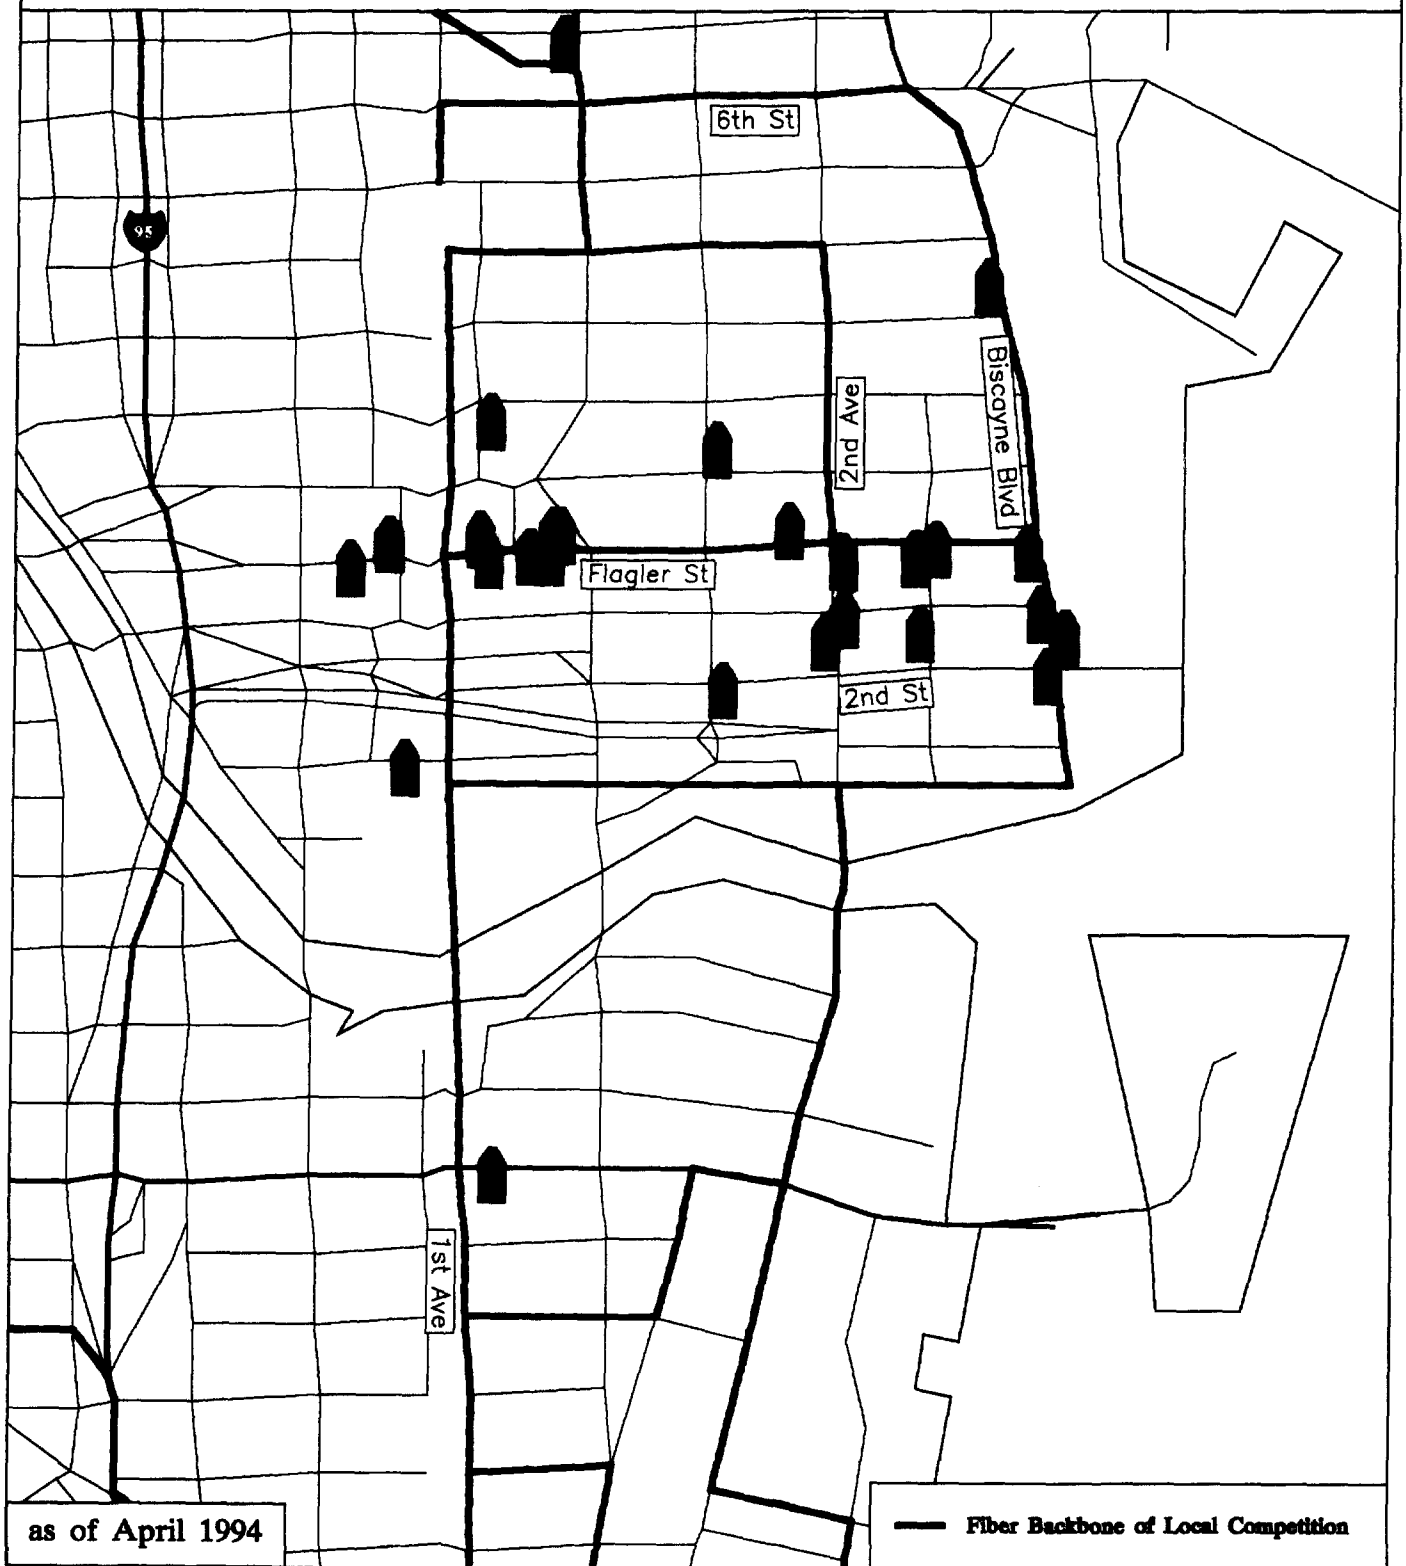 6th St
95
Biscayne Blvd
2nd Ave
Flagler St
2nd St
1st Ave
as of April 1994
Fiber Backbone of Local Competition